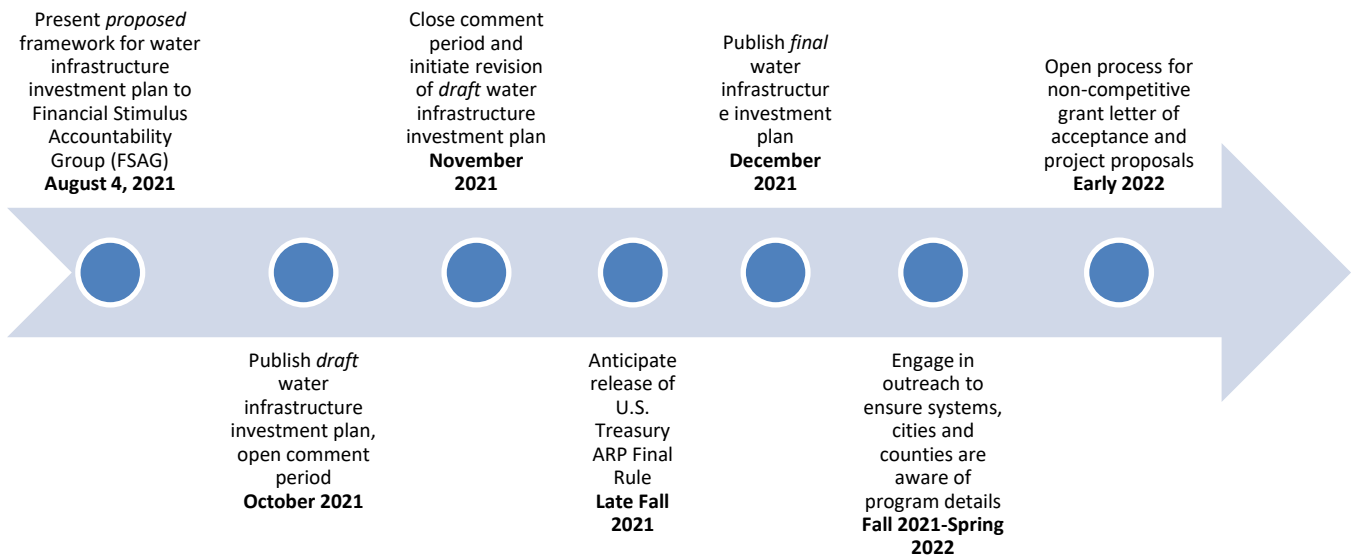 Present proposed
framework for water
infrastructure
investment plan to
Financial Stimulus
Accountability
Group (FSAG)
August 4, 2021
Publish draft
water
infrastructure
investment plan,
open comment
period
October 2021
Close comment
period and
initiate revision
of draft water
infrastructure
investment plan
November
2021
Anticipate
release of
U.S.
Treasury
ARP Final
Rule
Late Fall
2021
Publish final
water
infrastructur
e investment
plan
December
2021
Engage in
outreach to
ensure systems,
cities and
counties are
aware of
program details
Fall 2021-Spring
2022
Open process for
non-competitive
grant letter of
acceptance and
project proposals
Early 2022